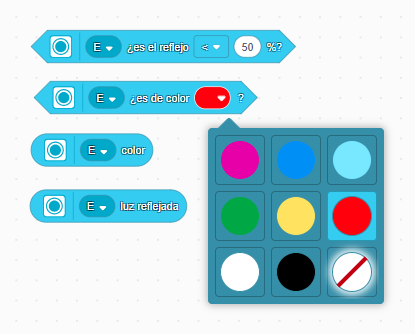 E ¿es el reflejo < 50 %?
E ¿es de color ?
E color
E luz reflejada